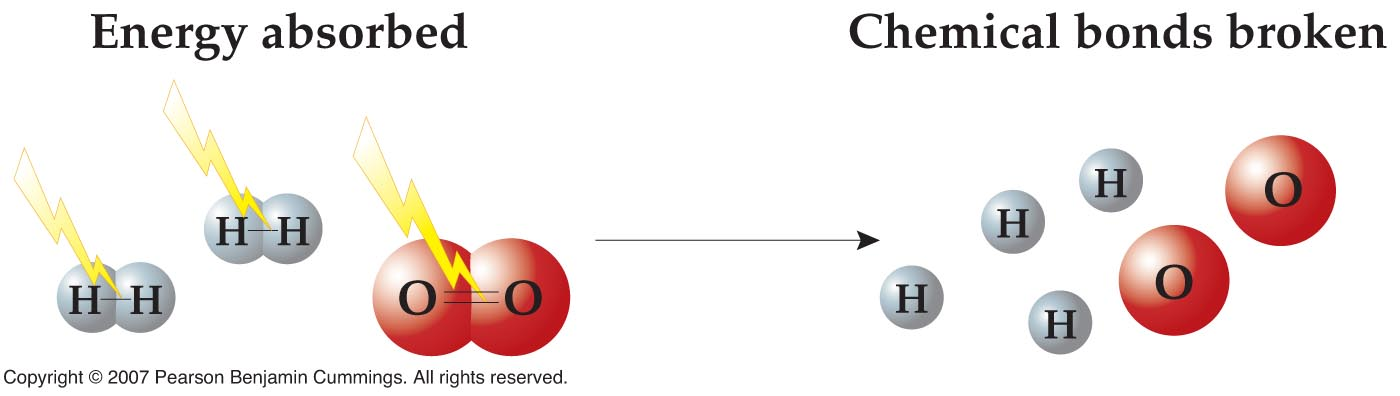 Energy absorbed
Chemical bonds broken
H—H
H—H
O=O
H
H
H
H
O
O
Copyright © 2007 Pearson Benjamin Cummings. All rights reserved.